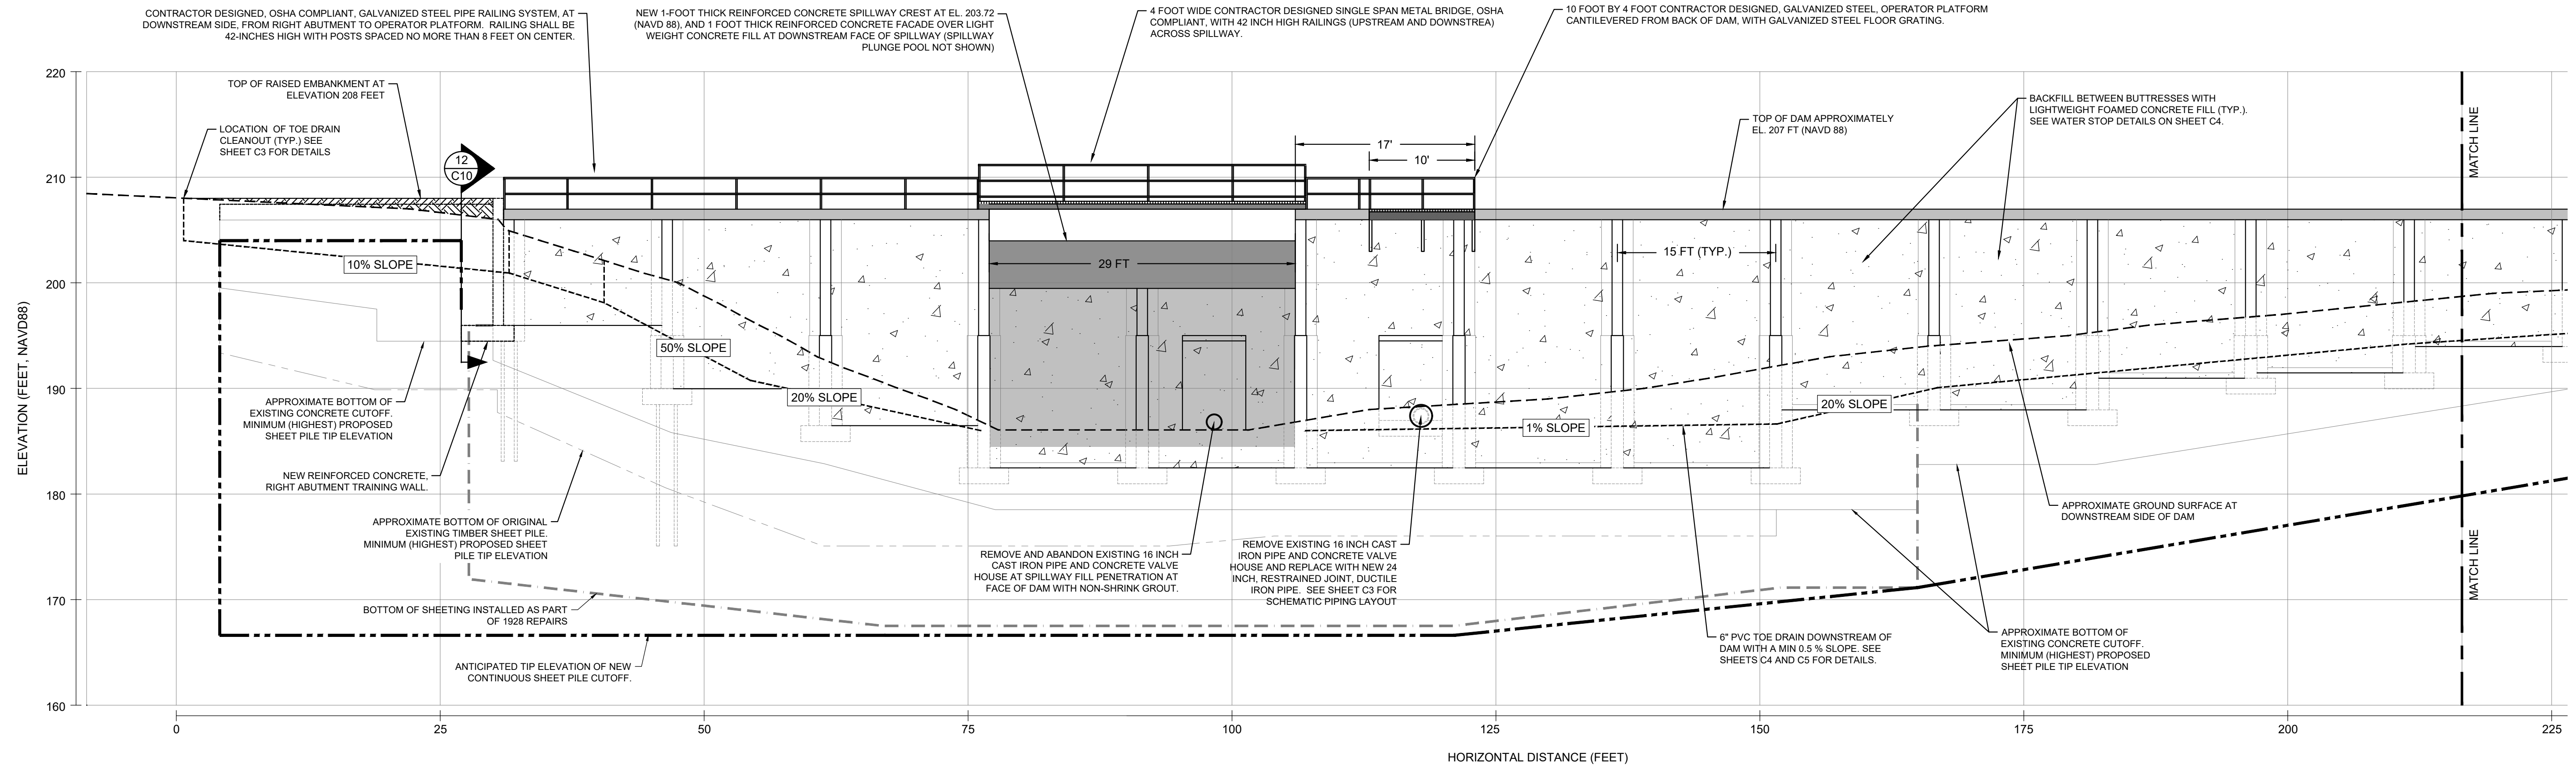 CONTRACTOR DESIGNED, OSHA COMPLIANT, GALVANIZED STEEL PIPE RAILING SYSTEM, AT
DOWNSTREAM SIDE, FROM RIGHT ABUTMENT TO OPERATOR PLATFORM. RAILING SHALL BE
42-INCHES HIGH WITH POSTS SPACED NO MORE THAN 8 FEET ON CENTER.
NEW 1-FOOT THICK REINFORCED CONCRETE SPILLWAY CREST AT EL. 203.72
(NAVD 88), AND 1 FOOT THICK REINFORCED CONCRETE FACADE OVER LIGHT
WEIGHT CONCRETE FILL AT DOWNSTREAM FACE OF SPILLWAY (SPILLWAY
PLUNGE POOL NOT SHOWN)
4 FOOT WIDE CONTRACTOR DESIGNED SINGLE SPAN METAL BRIDGE, OSHA
COMPLIANT, WITH 42 INCH HIGH RAILINGS (UPSTREAM AND DOWNSTREA)
ACROSS SPILLWAY.
10 FOOT BY 4 FOOT CONTRACTOR DESIGNED, GALVANIZED STEEL, OPERATOR PLATFORM
CANTILEVERED FROM BACK OF DAM, WITH GALVANIZED STEEL FLOOR GRATING.
220
210
200
190
180
170
160
ELEVATION (FEET, NAVD88)
TOP OF RAISED EMBANKMENT AT
ELEVATION 208 FEET
LOCATION OF TOE DRAIN
CLEANOUT (TYP.) SEE
SHEET C3 FOR DETAILS
12
C10
17'
10'
TOP OF DAM APPROXIMATELY
EL. 207 FT (NAVD 88)
BACKFILL BETWEEN BUTTRESSES WITH
LIGHTWEIGHT FOAMED CONCRETE FILL (TYP.).
SEE WATER STOP DETAILS ON SHEET C4.
MATCH LINE
10% SLOPE
29 FT
15 FT (TYP.)
50% SLOPE
20% SLOPE
1% SLOPE
20% SLOPE
APPROXIMATE BOTTOM OF
EXISTING CONCRETE CUTOFF.
MINIMUM (HIGHEST) PROPOSED
SHEET PILE TIP ELEVATION
NEW REINFORCED CONCRETE,
RIGHT ABUTMENT TRAINING WALL.
APPROXIMATE BOTTOM OF ORIGINAL
EXISTING TIMBER SHEET PILE.
MINIMUM (HIGHEST) PROPOSED SHEET
PILE TIP ELEVATION
BOTTOM OF SHEETING INSTALLED AS PART
OF 1928 REPAIRS
ANTICIPATED TIP ELEVATION OF NEW
CONTINUOUS SHEET PILE CUTOFF.
REMOVE AND ABANDON EXISTING 16 INCH
CAST IRON PIPE AND CONCRETE VALVE
HOUSE AT SPILLWAY FILL PENETRATION AT
FACE OF DAM WITH NON-SHRINK GROUT.
REMOVE EXISTING 16 INCH CAST
IRON PIPE AND CONCRETE VALVE
HOUSE AND REPLACE WITH NEW 24
INCH, RESTRAINED JOINT, DUCTILE
IRON PIPE. SEE SHEET C3 FOR
SCHEMATIC PIPING LAYOUT
6" PVC TOE DRAIN DOWNSTREAM OF
DAM WITH A MIN 0.5 % SLOPE. SEE
SHEETS C4 AND C5 FOR DETAILS.
APPROXIMATE GROUND SURFACE AT
DOWNSTREAM SIDE OF DAM
APPROXIMATE BOTTOM OF
EXISTING CONCRETE CUTOFF.
MINIMUM (HIGHEST) PROPOSED
SHEET PILE TIP ELEVATION
MATCH LINE
0
25
50
75
100
125
150
175
200
225
HORIZONTAL DISTANCE (FEET)